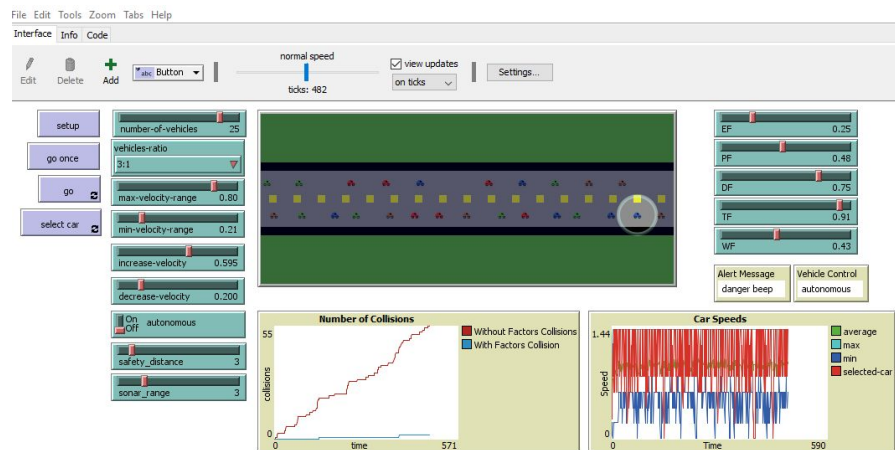 File Edit Tools Zoom Tabs Help
Interface Info Code
Edit Delete Add abc Button normal speed ticks: 482 view updates on ticks Settings...
setup
go once
go
select car
number-of-vehicles 25
vehicles-ratio
3:1
max-velocity-range 0.80
min-velocity-range 0.21
increase-velocity 0.595
decrease-velocity 0.200
On
Off autonomous
safety_distance 3
sonar_range 3
EF 0.25
PF 0.48
DF 0.75
TF 0.91
WF 0.43
Alert Message
danger beep
Vehicle Control
autonomous
Number of Collisions
55
collisions
0
0 time 571
Without Factors Collisions
With Factors Collision
Car Speeds
1.44
Speed
0
0 Time 590
average
max
min
selected-car